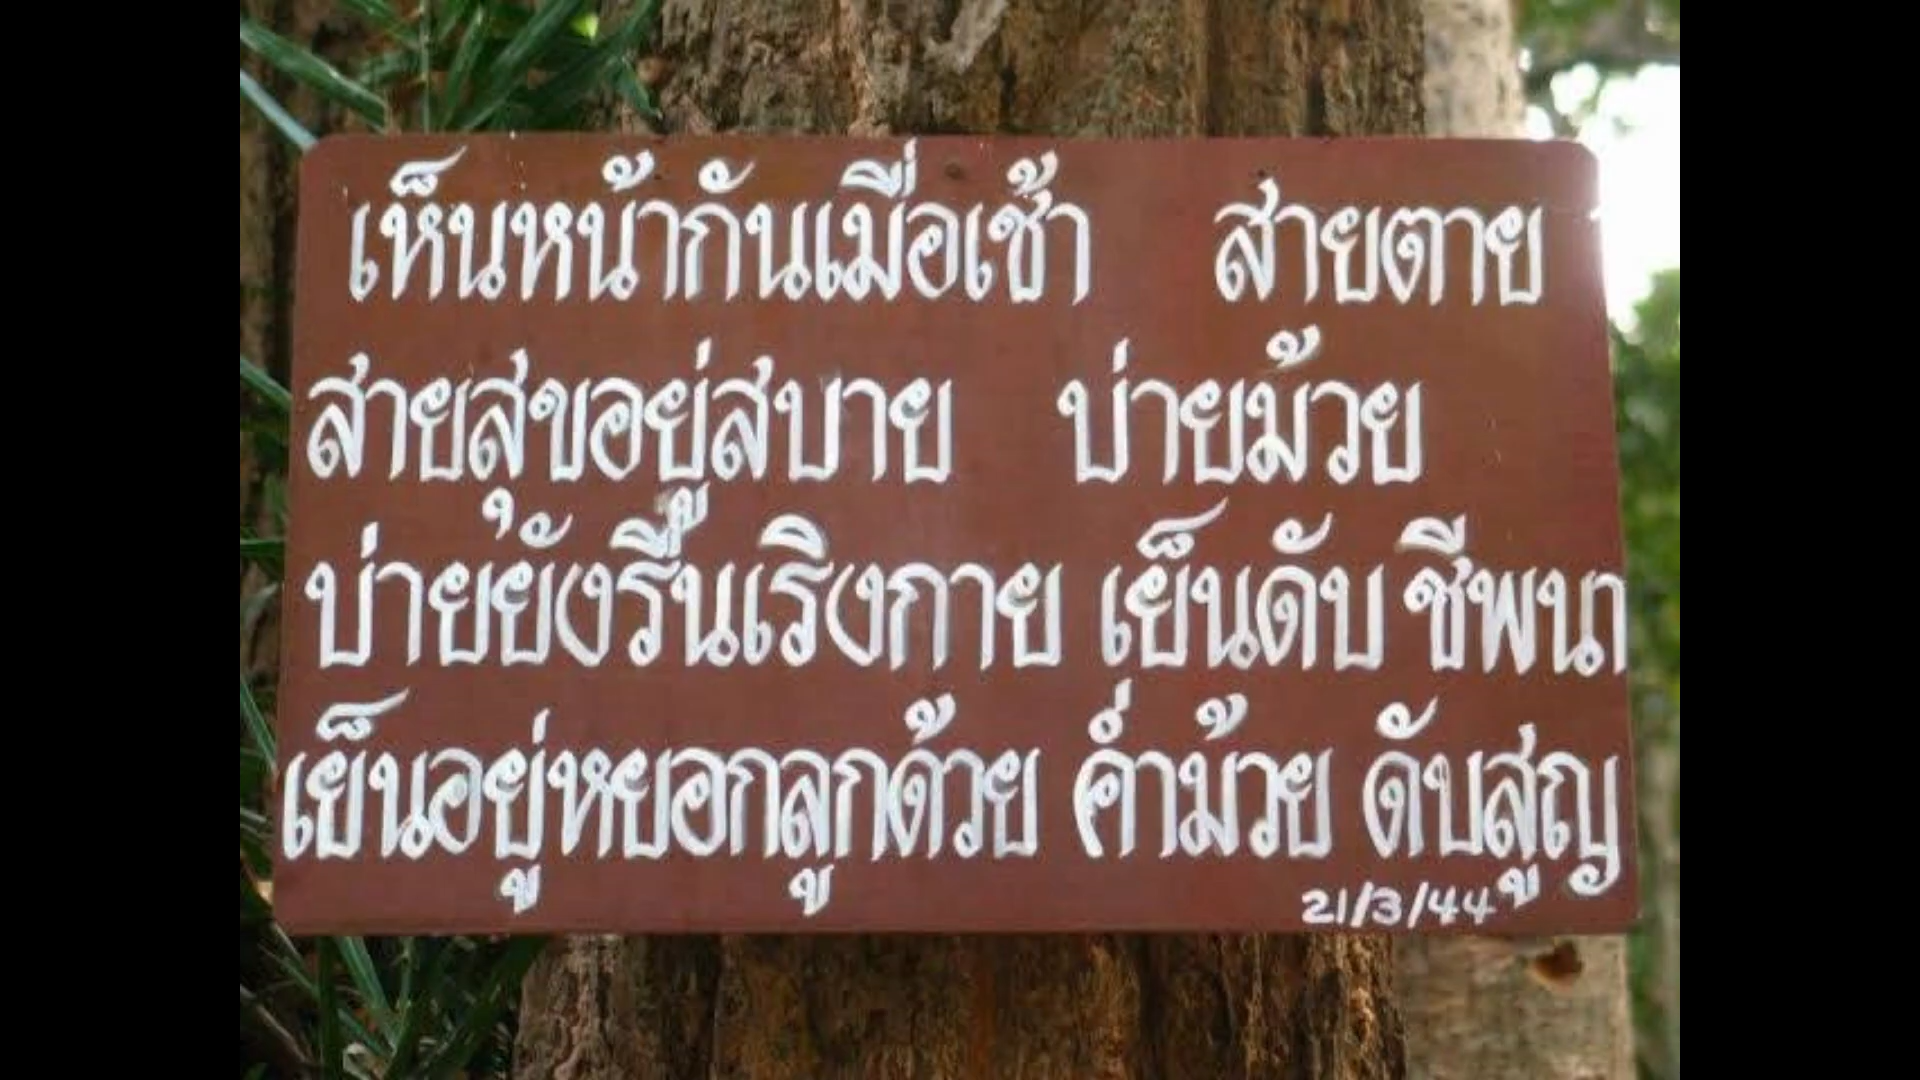 เห็นหน้ากันเมื่อเช้า สายตาย
สายสุขอยู่สบาย บ่ายม้วย
บ่ายยังรื่นเริงกาย เย็นดับ ชีพนา
เย็นอยู่หยอกลูกด้วย ค่ำม้วย ดับสูญ
21/3/44